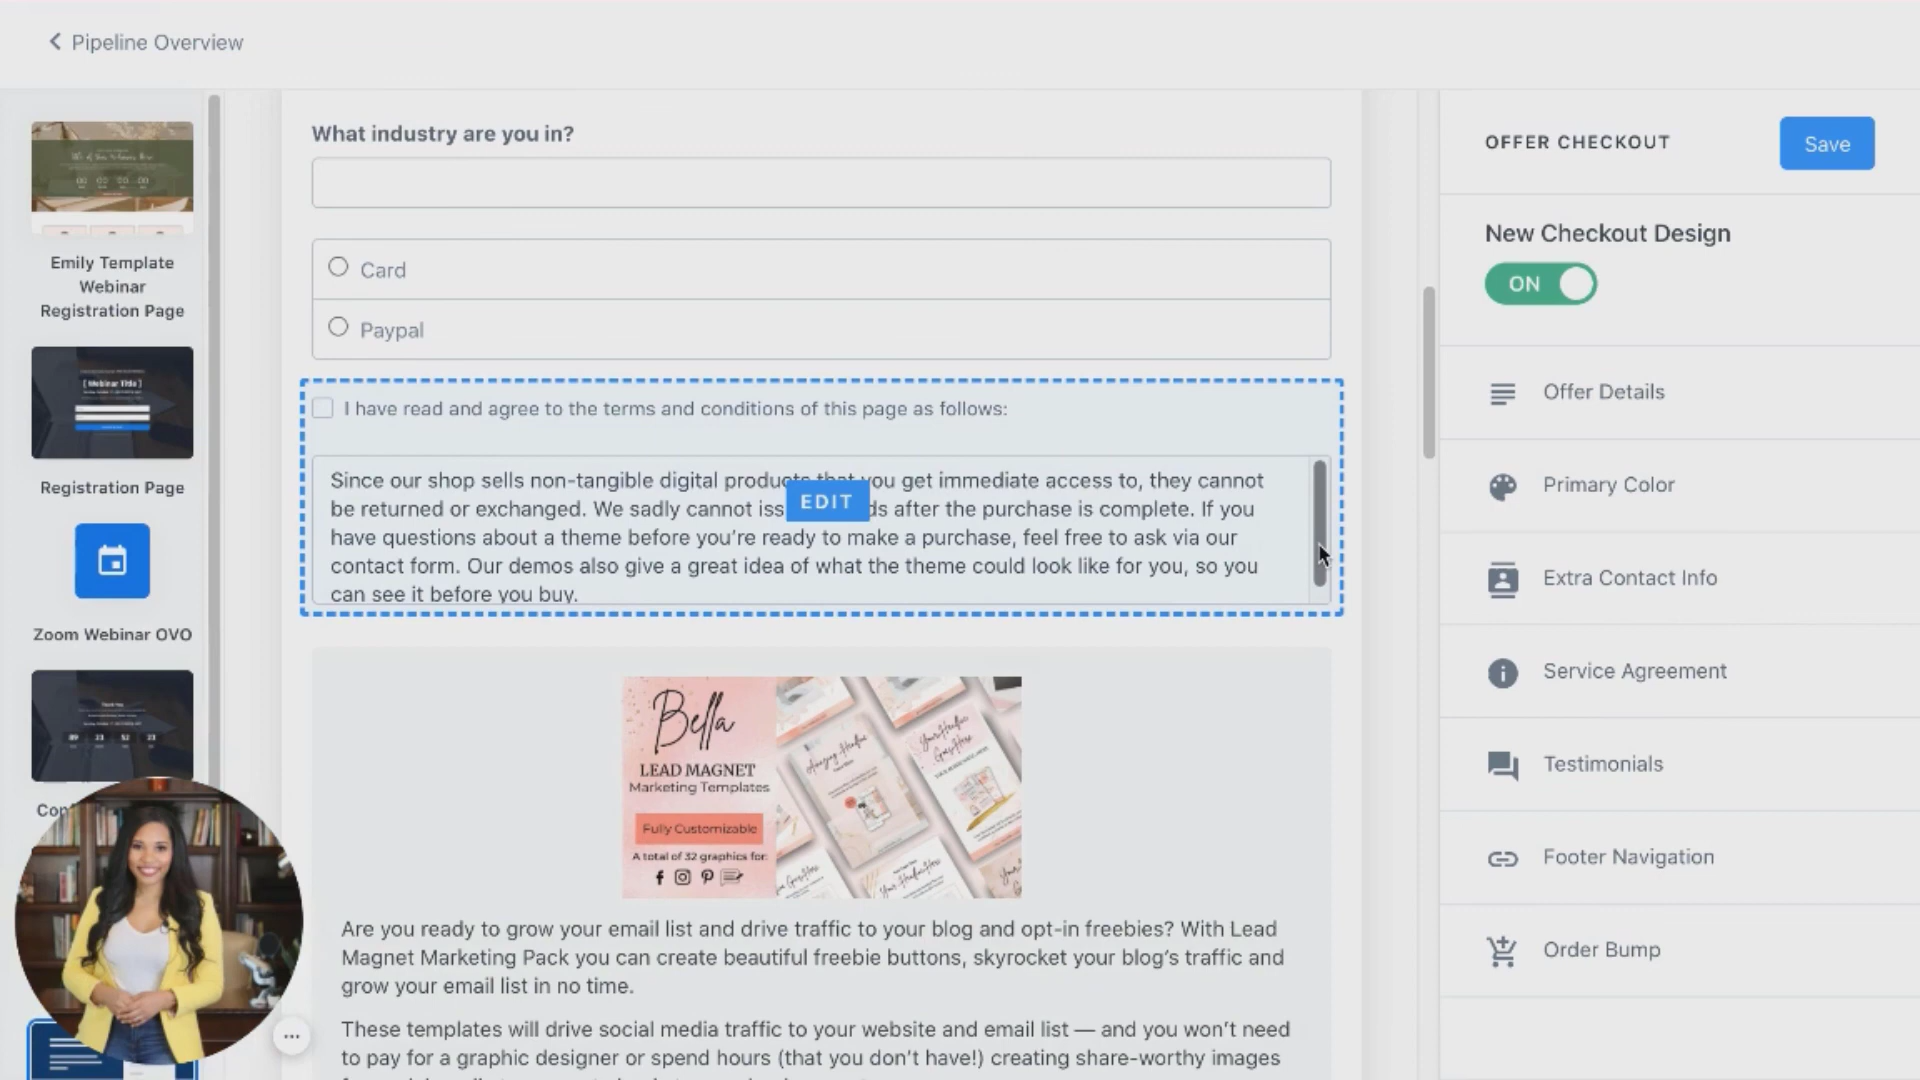 Pipeline Overview
Emily Template
Webinar
Registration Page
[ Webinar Title ]
Registration Page
Zoom Webinar OVO
What industry are you in?
Card
Paypal
I have read and agree to the terms and conditions of this page as follows:
Since our shop sells non-tangible digital products that you get immediate access to, they cannot
be returned or exchanged. We sadly cannot iss
EDIT
ds after the purchase is complete. If you
have questions about a theme before you're ready to make a purchase, feel free to ask via our
contact form. Our demos also give a great idea of what the theme could look like for you, so you
can see it before you buy.
Bella
LEAD MAGNET
Marketing Templates
Fully Customizable
A total of 32 graphics for:
Are you ready to grow your email list and drive traffic to your blog and opt-in freebies? With Lead
Magnet Marketing Pack you can create beautiful freebie buttons, skyrocket your blog's traffic and
grow your email list in no time.
These templates will drive social media traffic to your website and email list — and you won't need
to pay for a graphic designer or spend hours (that you don't have!) creating share-worthy images
OFFER CHECKOUT
Save
New Checkout Design
ON
Offer Details
Primary Color
Extra Contact Info
Service Agreement
Testimonials
Footer Navigation
Order Bump